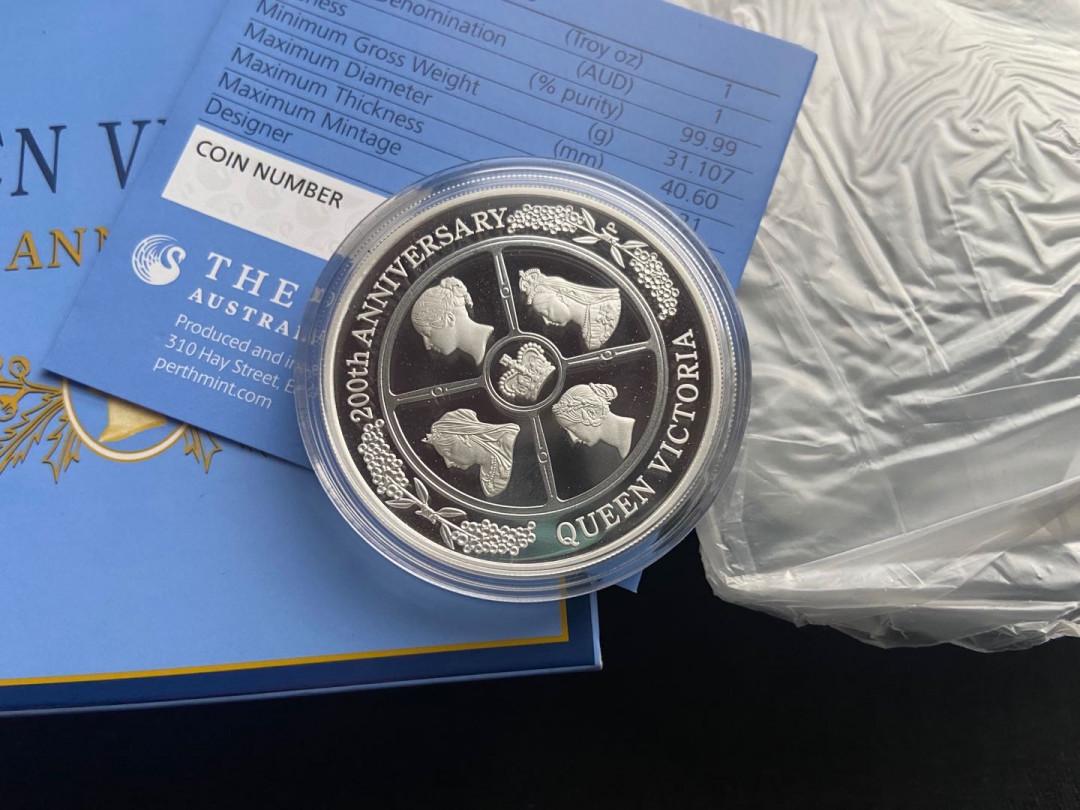 EN V
ANN
Denomination (Troy oz) 1
Minimum Gross Weight (AUD) 1
Maximum Diameter (% purity) 99.99
Maximum Thickness (g) 31.107
Maximum Mintage (mm) 40.60
Designer
COIN NUMBER
THE
AUSTRA
Produced and
310 Hay Street, E
perthmint.com
200th ANNIVERSARY
QUEEN VICTORIA